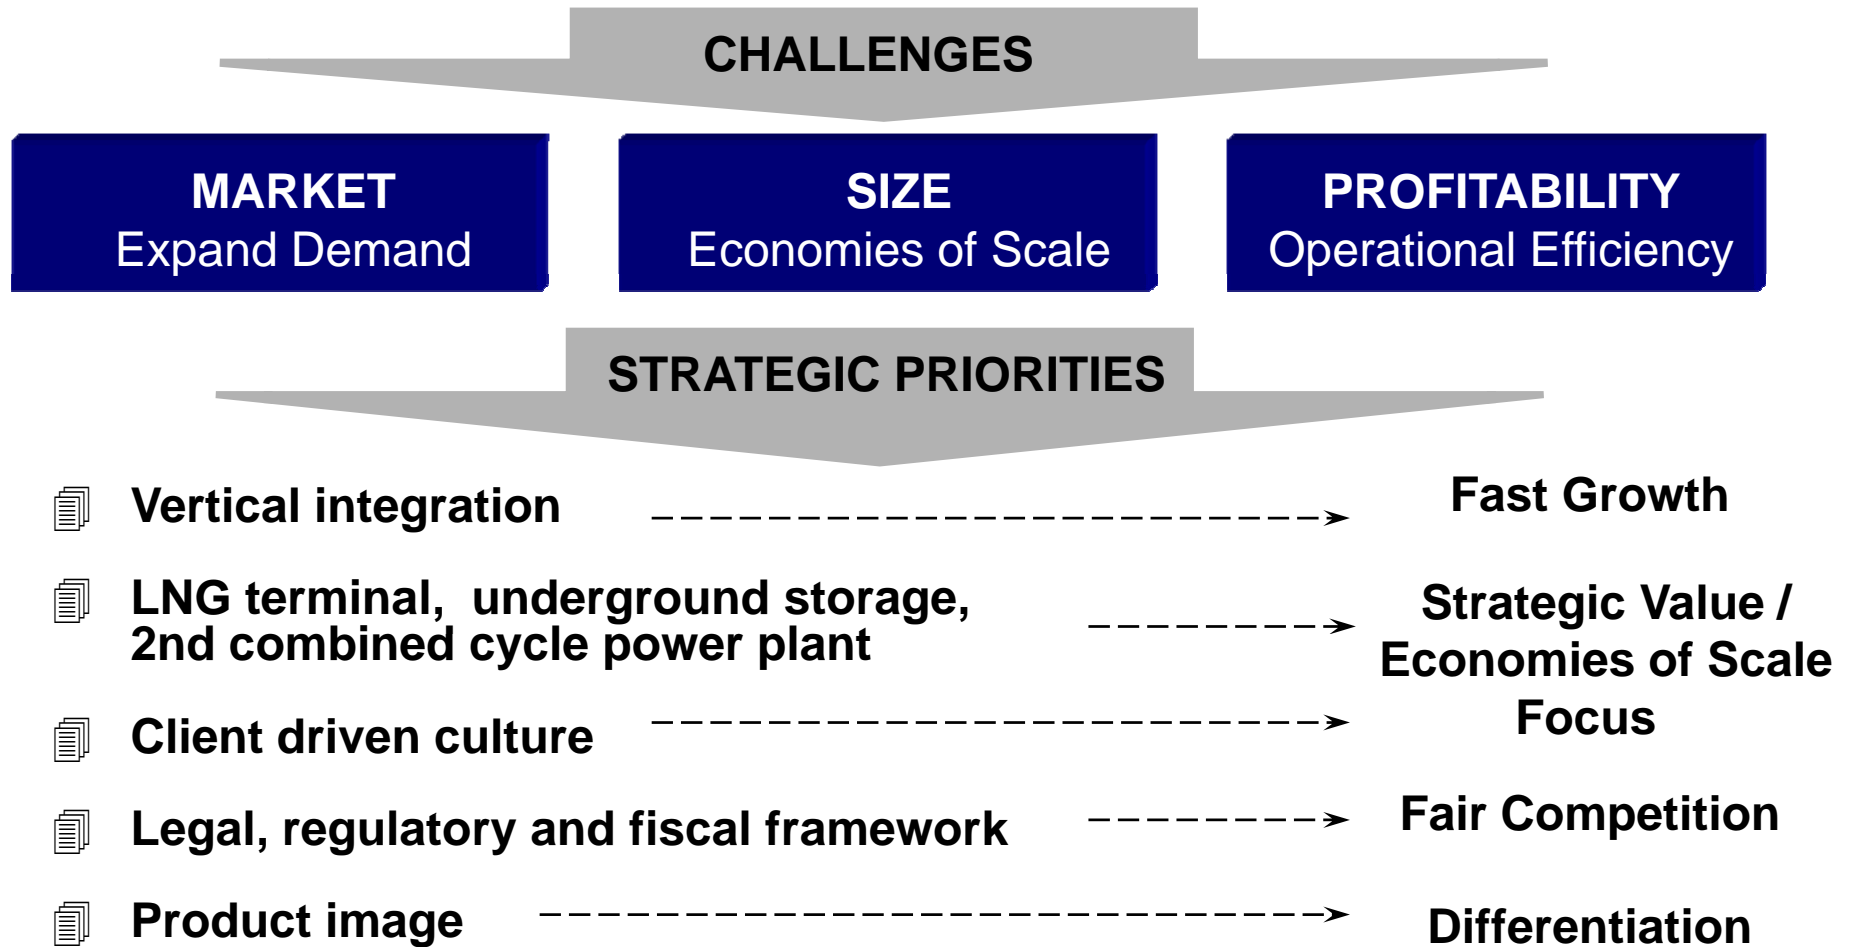 CHALLENGES
MARKET
Expand Demand
SIZE
Economies of Scale
PROFITABILITY
Operational Efficiency
STRATEGIC PRIORITIES
Vertical integration
Fast Growth
LNG terminal, underground storage,
2nd combined cycle power plant
Strategic Value /
Economies of Scale
Client driven culture
Focus
Legal, regulatory and fiscal framework
Fair Competition
Product image
Differentiation